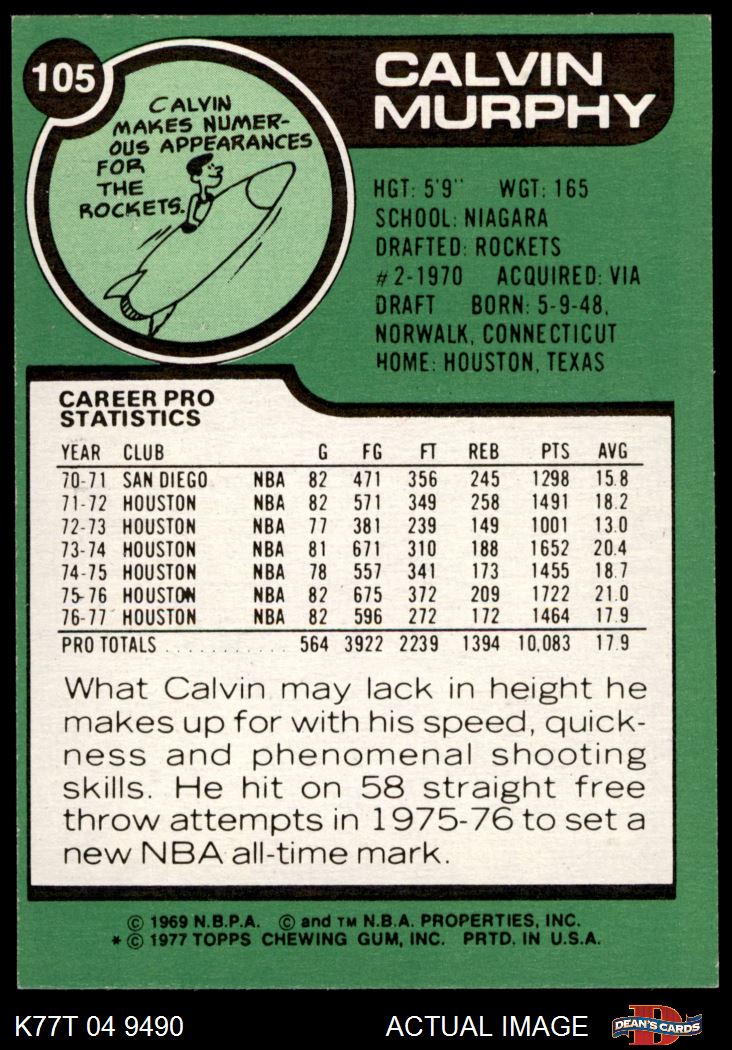 105
CALVIN
MURPHY
CALVIN
MAKES NUMER-
OUS APPEARANCES
FOR
THE
ROCKETS.
HGT: 5'9" WGT: 165
SCHOOL: NIAGARA
DRAFTED: ROCKETS
#2-1970 ACQUIRED: VIA
DRAFT BORN: 5-9-48,
NORWALK, CONNECTICUT
HOME: HOUSTON, TEXAS
CAREER PRO
STATISTICS
YEAR CLUB G FG FT REB PTS AVG
70-71 SAN DIEGO NBA 82 471 356 245 1298 15.8
71-72 HOUSTON NBA 82 571 349 258 1491 18.2
72-73 HOUSTON NBA 77 381 239 149 1001 13.0
73-74 HOUSTON NBA 81 671 310 188 1652 20.4
74-75 HOUSTON NBA 78 557 341 173 1455 18.7
75-76 HOUSTON NBA 82 675 372 209 1722 21.0
76-77 HOUSTON NBA 82 596 272 172 1464 17.9
PRO TOTALS . . . . . . . . . . . 564 3922 2239 1394 10,083 17.9
What Calvin may lack in height he
makes up for with his speed, quick-
ness and phenomenal shooting
skills. He hit on 58 straight free
throw attempts in 1975-76 to set a
new NBA all-time mark.
© 1969 N.B.P.A. © and TM N.B.A. PROPERTIES, INC.
* © 1977 TOPPS CHEWING GUM, INC. PRTD. IN U.S.A.
K77T 04 9490 ACTUAL IMAGE D DEAN'S CARDS